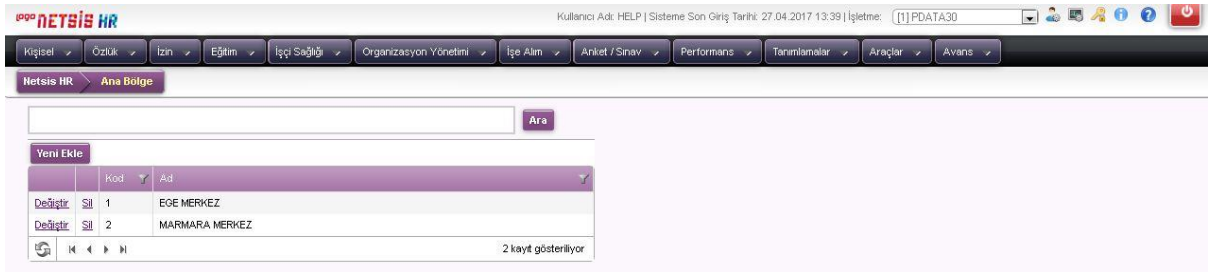 logo NETSİS HR
Kullanıcı Adı: HELP | Sisteme Son Giriş Tarihi: 27.04.2017 13:39 | İşletme: [1] PDATA30
Kişisel Özlük İzin Eğitim İşçi Sağlığı Organizasyon Yönetimi İşe Alım Anket / Sınav Performans Tanımlamalar Araçlar Avans
Netsis HR Ana Bölge
Ara
Yeni Ekle
Kod Ad
Değiştir Sil 1 EGE MERKEZ
Değiştir Sil 2 MARMARA MERKEZ
2 kayıt gösteriliyor